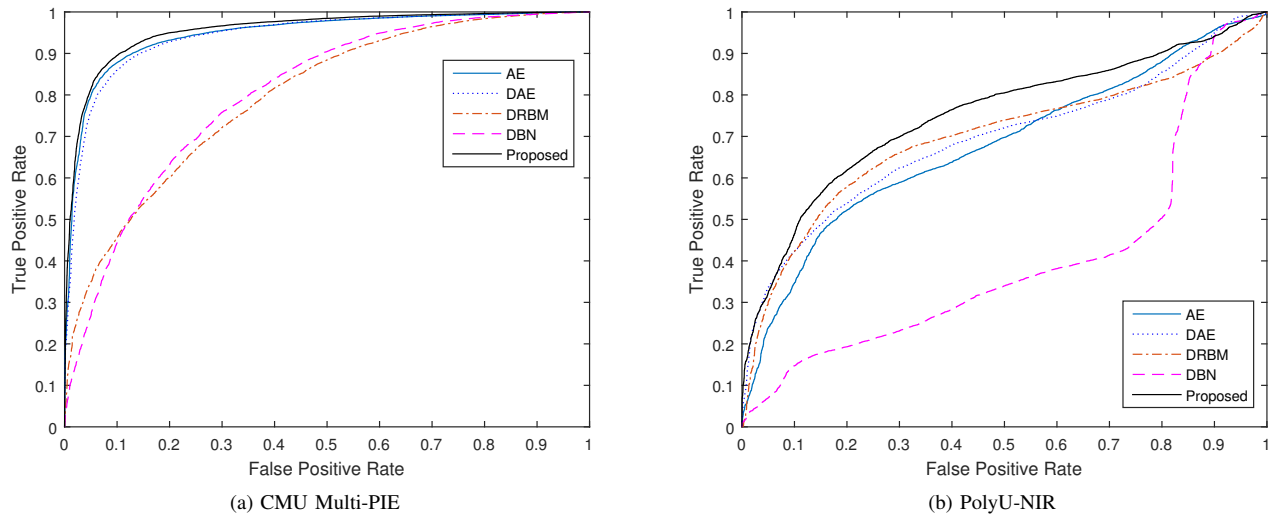 1
0.9
0.8
0.7
0.6
0.5
0.4
0.3
0.2
0.1
0
True Positive Rate
AE
DAE
DRBM
DBN
Proposed
0 0.1 0.2 0.3 0.4 0.5 0.6 0.7 0.8 0.9 1
False Positive Rate
(a) CMU Multi-PIE
1
0.9
0.8
0.7
0.6
0.5
0.4
0.3
0.2
0.1
0
True Positive Rate
AE
DAE
DRBM
DBN
Proposed
0 0.1 0.2 0.3 0.4 0.5 0.6 0.7 0.8 0.9 1
False Positive Rate
(b) PolyU-NIR